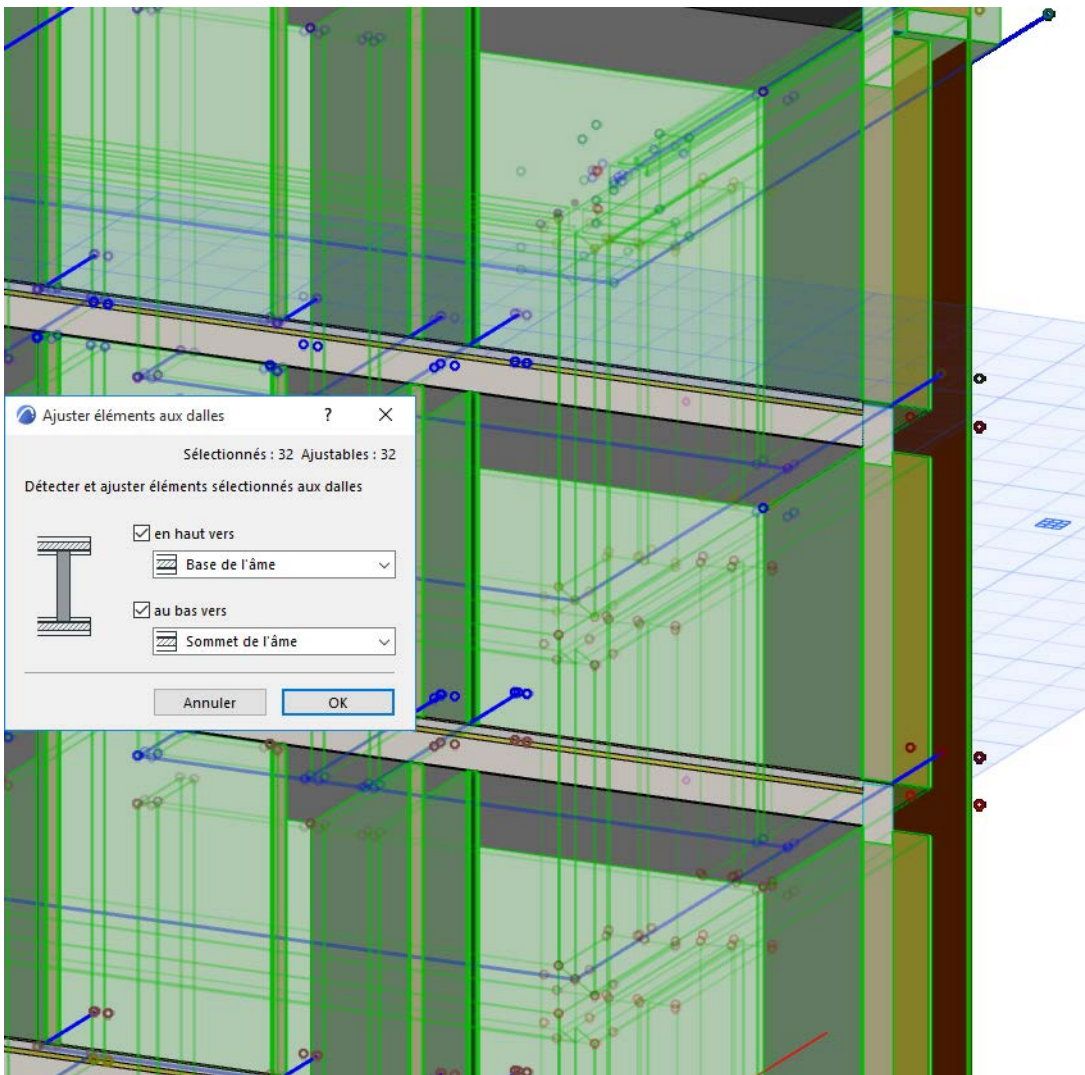 Ajuster éléments aux dalles ?
Sélectionnés : 32 Ajustables : 32
Détecter et ajuster éléments sélectionnés aux dalles
en haut vers
Base de l'âme
au bas vers
Sommet de l'âme
Annuler OK